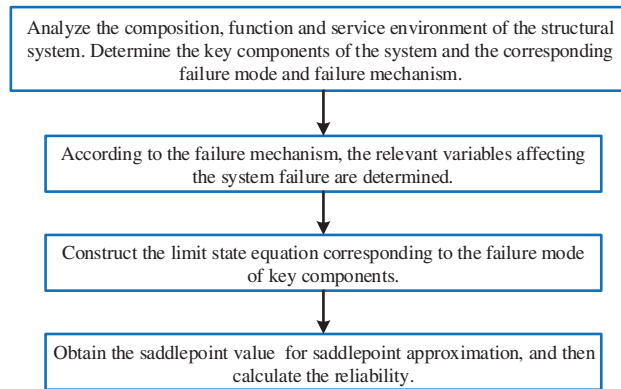 Analyze the composition, function and service environment of the structural
system. Determine the key components of the system and the corresponding
failure mode and failure mechanism.
According to the failure mechanism, the relevant variables affecting
the system failure are determined.
Construct the limit state equation corresponding to the failure mode
of key components.
Obtain the saddlepoint value for saddlepoint approximation, and then
calculate the reliability.